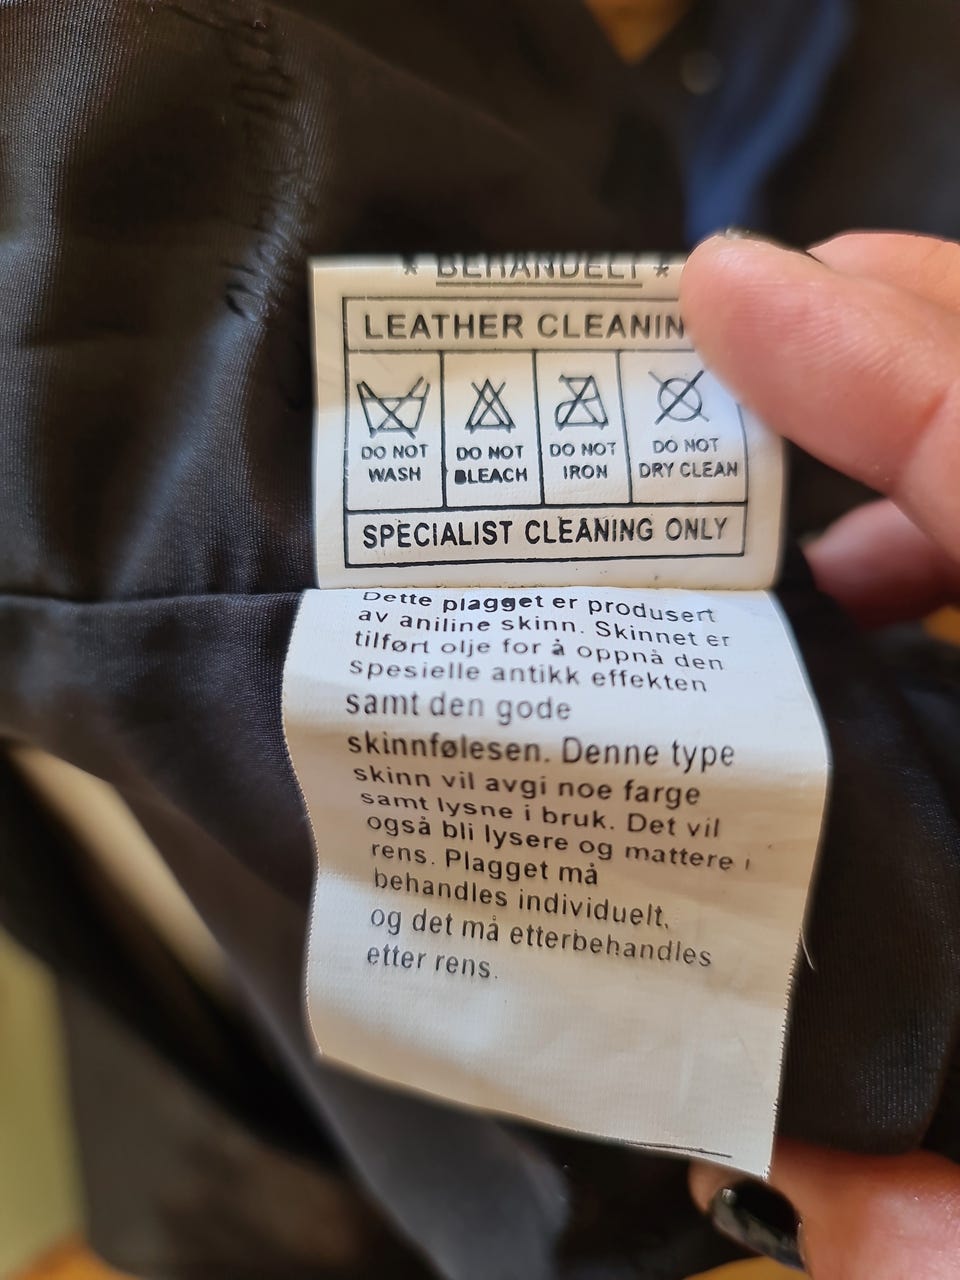 * BEHANDELT *
LEATHER CLEANIN
DO NOT WASH
DO NOT BLEACH
DO NOT IRON
DO NOT DRY CLEAN
SPECIALIST CLEANING ONLY
Dette plagget er produsert
av aniline skinn. Skinnet er
tilført olje for å oppnå den
spesielle antikk effekten
samt den gode
skinnfølesen. Denne type
skinn vil avgi noe farge
samt lysne i bruk. Det vil
også bli lysere og mattere i
rens. Plagget må
behandles individuelt,
og det må etterbehandles
etter rens.